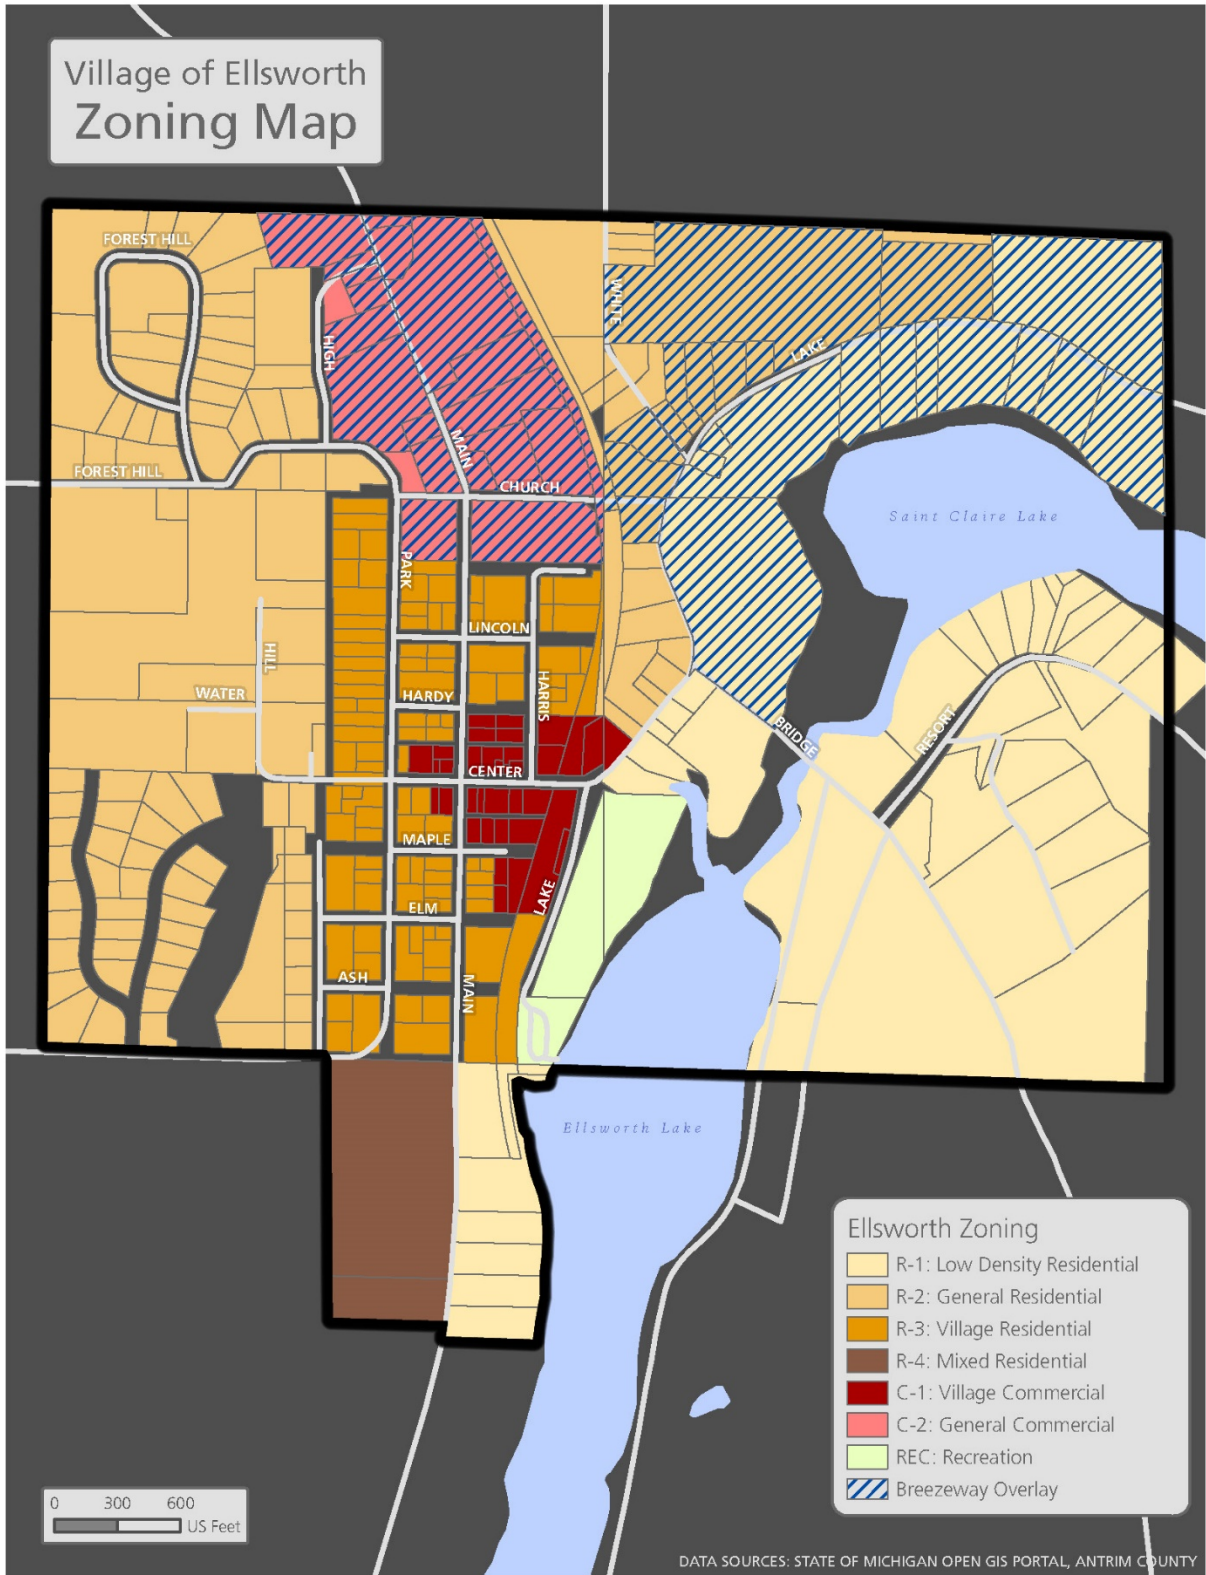 Village of Ellsworth
Zoning Map
FOREST HILL
WHITE
HIGH
LAKE
MAIN
FOREST HILL
CHURCH
Saint Claire Lake
PARK
LINCOLN
HILL
HARRIS
WATER
HARDY
BRIDGE
RESORT
CENTER
MAPLE
LAKE
ELM
ASH
MAIN
Ellsworth Lake
Ellsworth Zoning
R-1: Low Density Residential
R-2: General Residential
R-3: Village Residential
R-4: Mixed Residential
C-1: Village Commercial
C-2: General Commercial
REC: Recreation
Breezeway Overlay
0 300 600
US Feet
DATA SOURCES: STATE OF MICHIGAN OPEN GIS PORTAL, ANTRIM COUNTY